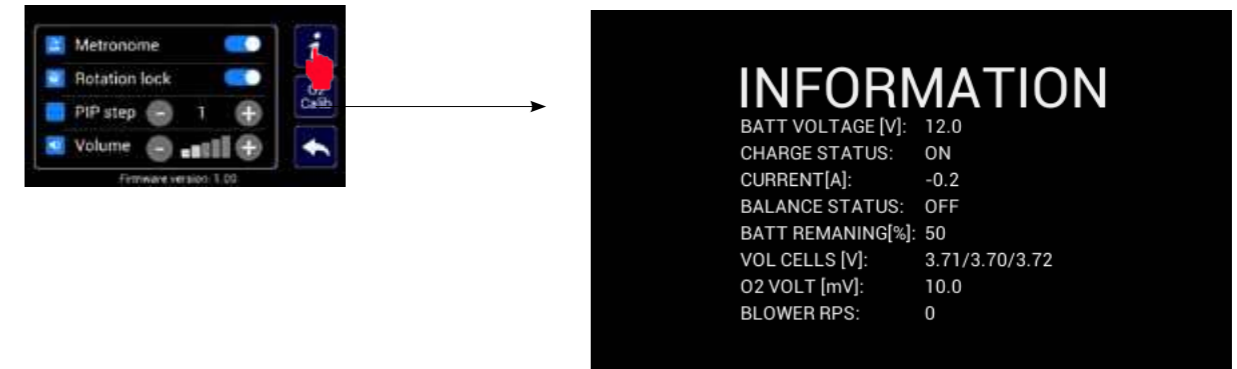 Metronome
Rotation lock
PIP step 1
Volume
O2
Calib
Firmware version: 1.00
INFORMATION
BATT VOLTAGE [V]: 12.0
CHARGE STATUS: ON
CURRENT[A]: -0.2
BALANCE STATUS: OFF
BATT REMANING[%]: 50
VOL CELLS [V]: 3.71/3.70/3.72
O2 VOLT [mV]: 10.0
BLOWER RPS: 0